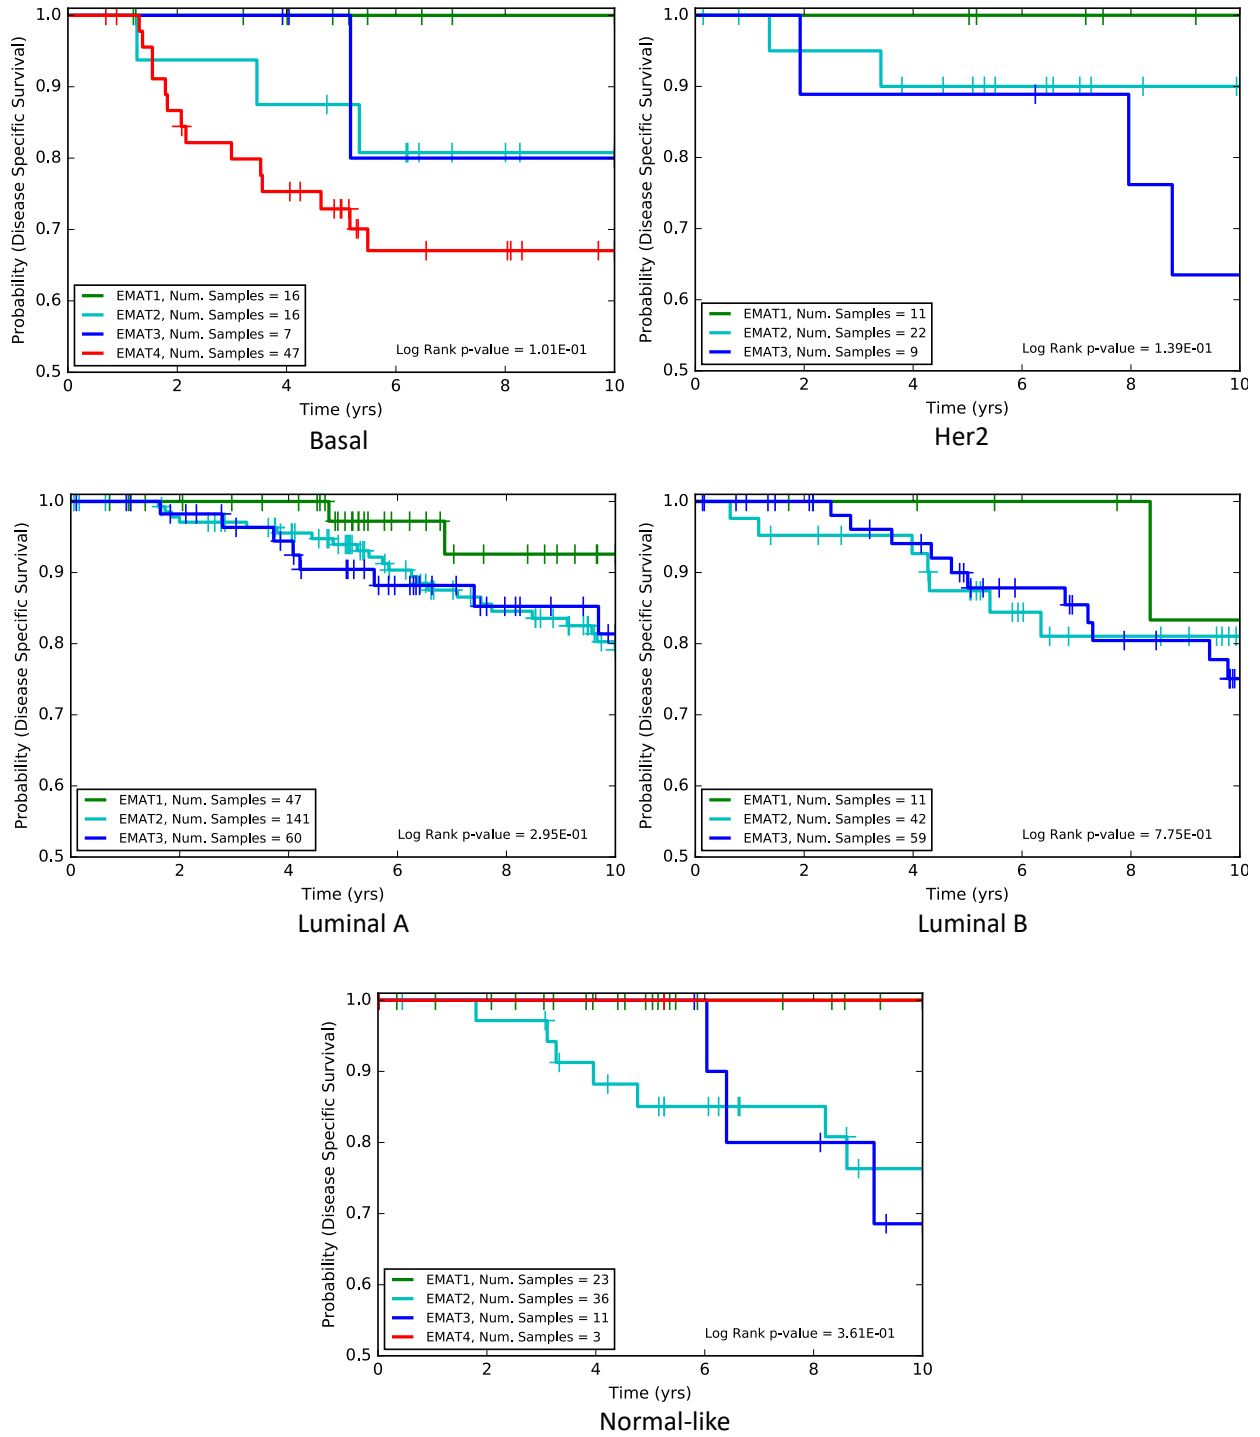 Probability (Disease Specific Survival)
1.0
0.9
0.8
0.7
0.6
0.5
EMAT1, Num. Samples = 16
EMAT2, Num. Samples = 16
EMAT3, Num. Samples = 7
EMAT4, Num. Samples = 47
Log Rank p-value = 1.01E-01
0 2 4 6 8 10
Time (yrs)
Basal
Probability (Disease Specific Survival)
1.0
0.9
0.8
0.7
0.6
0.5
EMAT1, Num. Samples = 11
EMAT2, Num. Samples = 22
EMAT3, Num. Samples = 9
Log Rank p-value = 1.39E-01
0 2 4 6 8 10
Time (yrs)
Her2
Probability (Disease Specific Survival)
1.0
0.9
0.8
0.7
0.6
0.5
EMAT1, Num. Samples = 47
EMAT2, Num. Samples = 141
EMAT3, Num. Samples = 60
Log Rank p-value = 2.95E-01
0 2 4 6 8 10
Time (yrs)
Luminal A
Probability (Disease Specific Survival)
1.0
0.9
0.8
0.7
0.6
0.5
EMAT1, Num. Samples = 11
EMAT2, Num. Samples = 42
EMAT3, Num. Samples = 59
Log Rank p-value = 7.75E-01
0 2 4 6 8 10
Time (yrs)
Luminal B
Probability (Disease Specific Survival)
1.0
0.9
0.8
0.7
0.6
0.5
EMAT1, Num. Samples = 23
EMAT2, Num. Samples = 36
EMAT3, Num. Samples = 11
EMAT4, Num. Samples = 3
Log Rank p-value = 3.61E-01
0 2 4 6 8 10
Time (yrs)
Normal-like